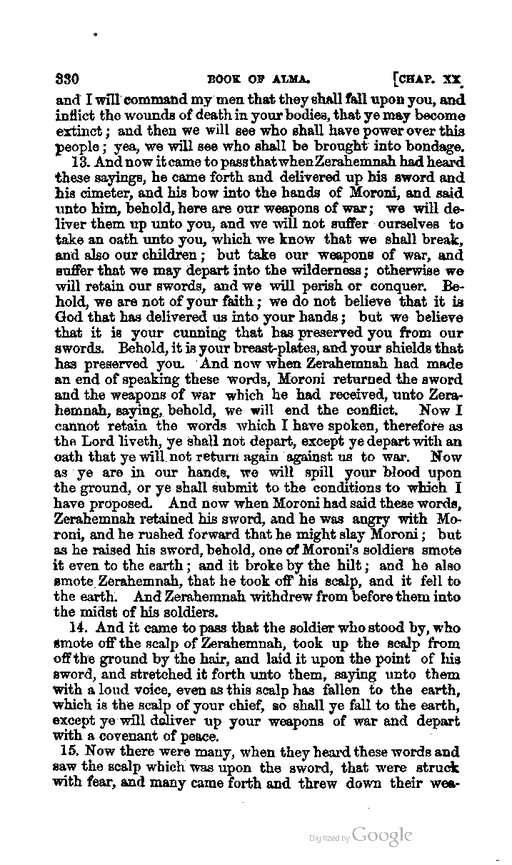 330 BOOK OF ALMA. [CHAP. XX.
and I will command my men that they shall fall upon you, and
inflict the wounds of death in your bodies, that ye may become
extinct; and then we will see who shall have power over this
people; yea, we will see who shall be brought into bondage.
13. And now it came to pass that when Zerahemnah had heard
these sayings, he came forth and delivered up his sword and
his cimeter, and his bow into the hands of Moroni, and said
unto him, behold, here are our weapons of war; we will de-
liver them up unto you, and we will not suffer ourselves to
take an oath unto you, which we know that we shall break,
and also our children; but take our weapons of war, and
suffer that we may depart into the wilderness; otherwise we
will retain our swords, and we will perish or conquer. Be-
hold, we are not of your faith; we do not believe that it is
God that has delivered us into your hands; but we believe
that it is your cunning that has preserved you from our
swords. Behold, it is your breast-plates, and your shields that
has preserved you. And now when Zerahemnah had made
an end of speaking these words, Moroni returned the sword
and the weapons of war which he had received, unto Zera-
hemnah, saying, behold, we will end the conflict. Now I
cannot retain the words which I have spoken, therefore as
the Lord liveth, ye shall not depart, except ye depart with an
oath that ye will not return again against us to war. Now
as ye are in our hands, we will spill your blood upon
the ground, or ye shall submit to the conditions to which I
have proposed. And now when Moroni had said these words,
Zerahemnah retained his sword, and he was angry with Mo-
roni, and he rushed forward that he might slay Moroni; but
as he raised his sword, behold, one of Moroni's soldiers smote
it even to the earth; and it broke by the hilt; and he also
smote Zerahemnah, that he took off his scalp, and it fell to
the earth. And Zerahemnah withdrew from before them into
the midst of his soldiers.
14. And it came to pass that the soldier who stood by, who
smote off the scalp of Zerahemnah, took up the scalp from
off the ground by the hair, and laid it upon the point of his
sword, and stretched it forth unto them, saying unto them
with a loud voice, even as this scalp has fallen to the earth,
which is the scalp of your chief, so shall ye fall to the earth,
except ye will deliver up your weapons of war and depart
with a covenant of peace.
15. Now there were many, when they heard these words and
saw the scalp which was upon the sword, that were struck
with fear, and many came forth and threw down their wea-
Digitized by Google